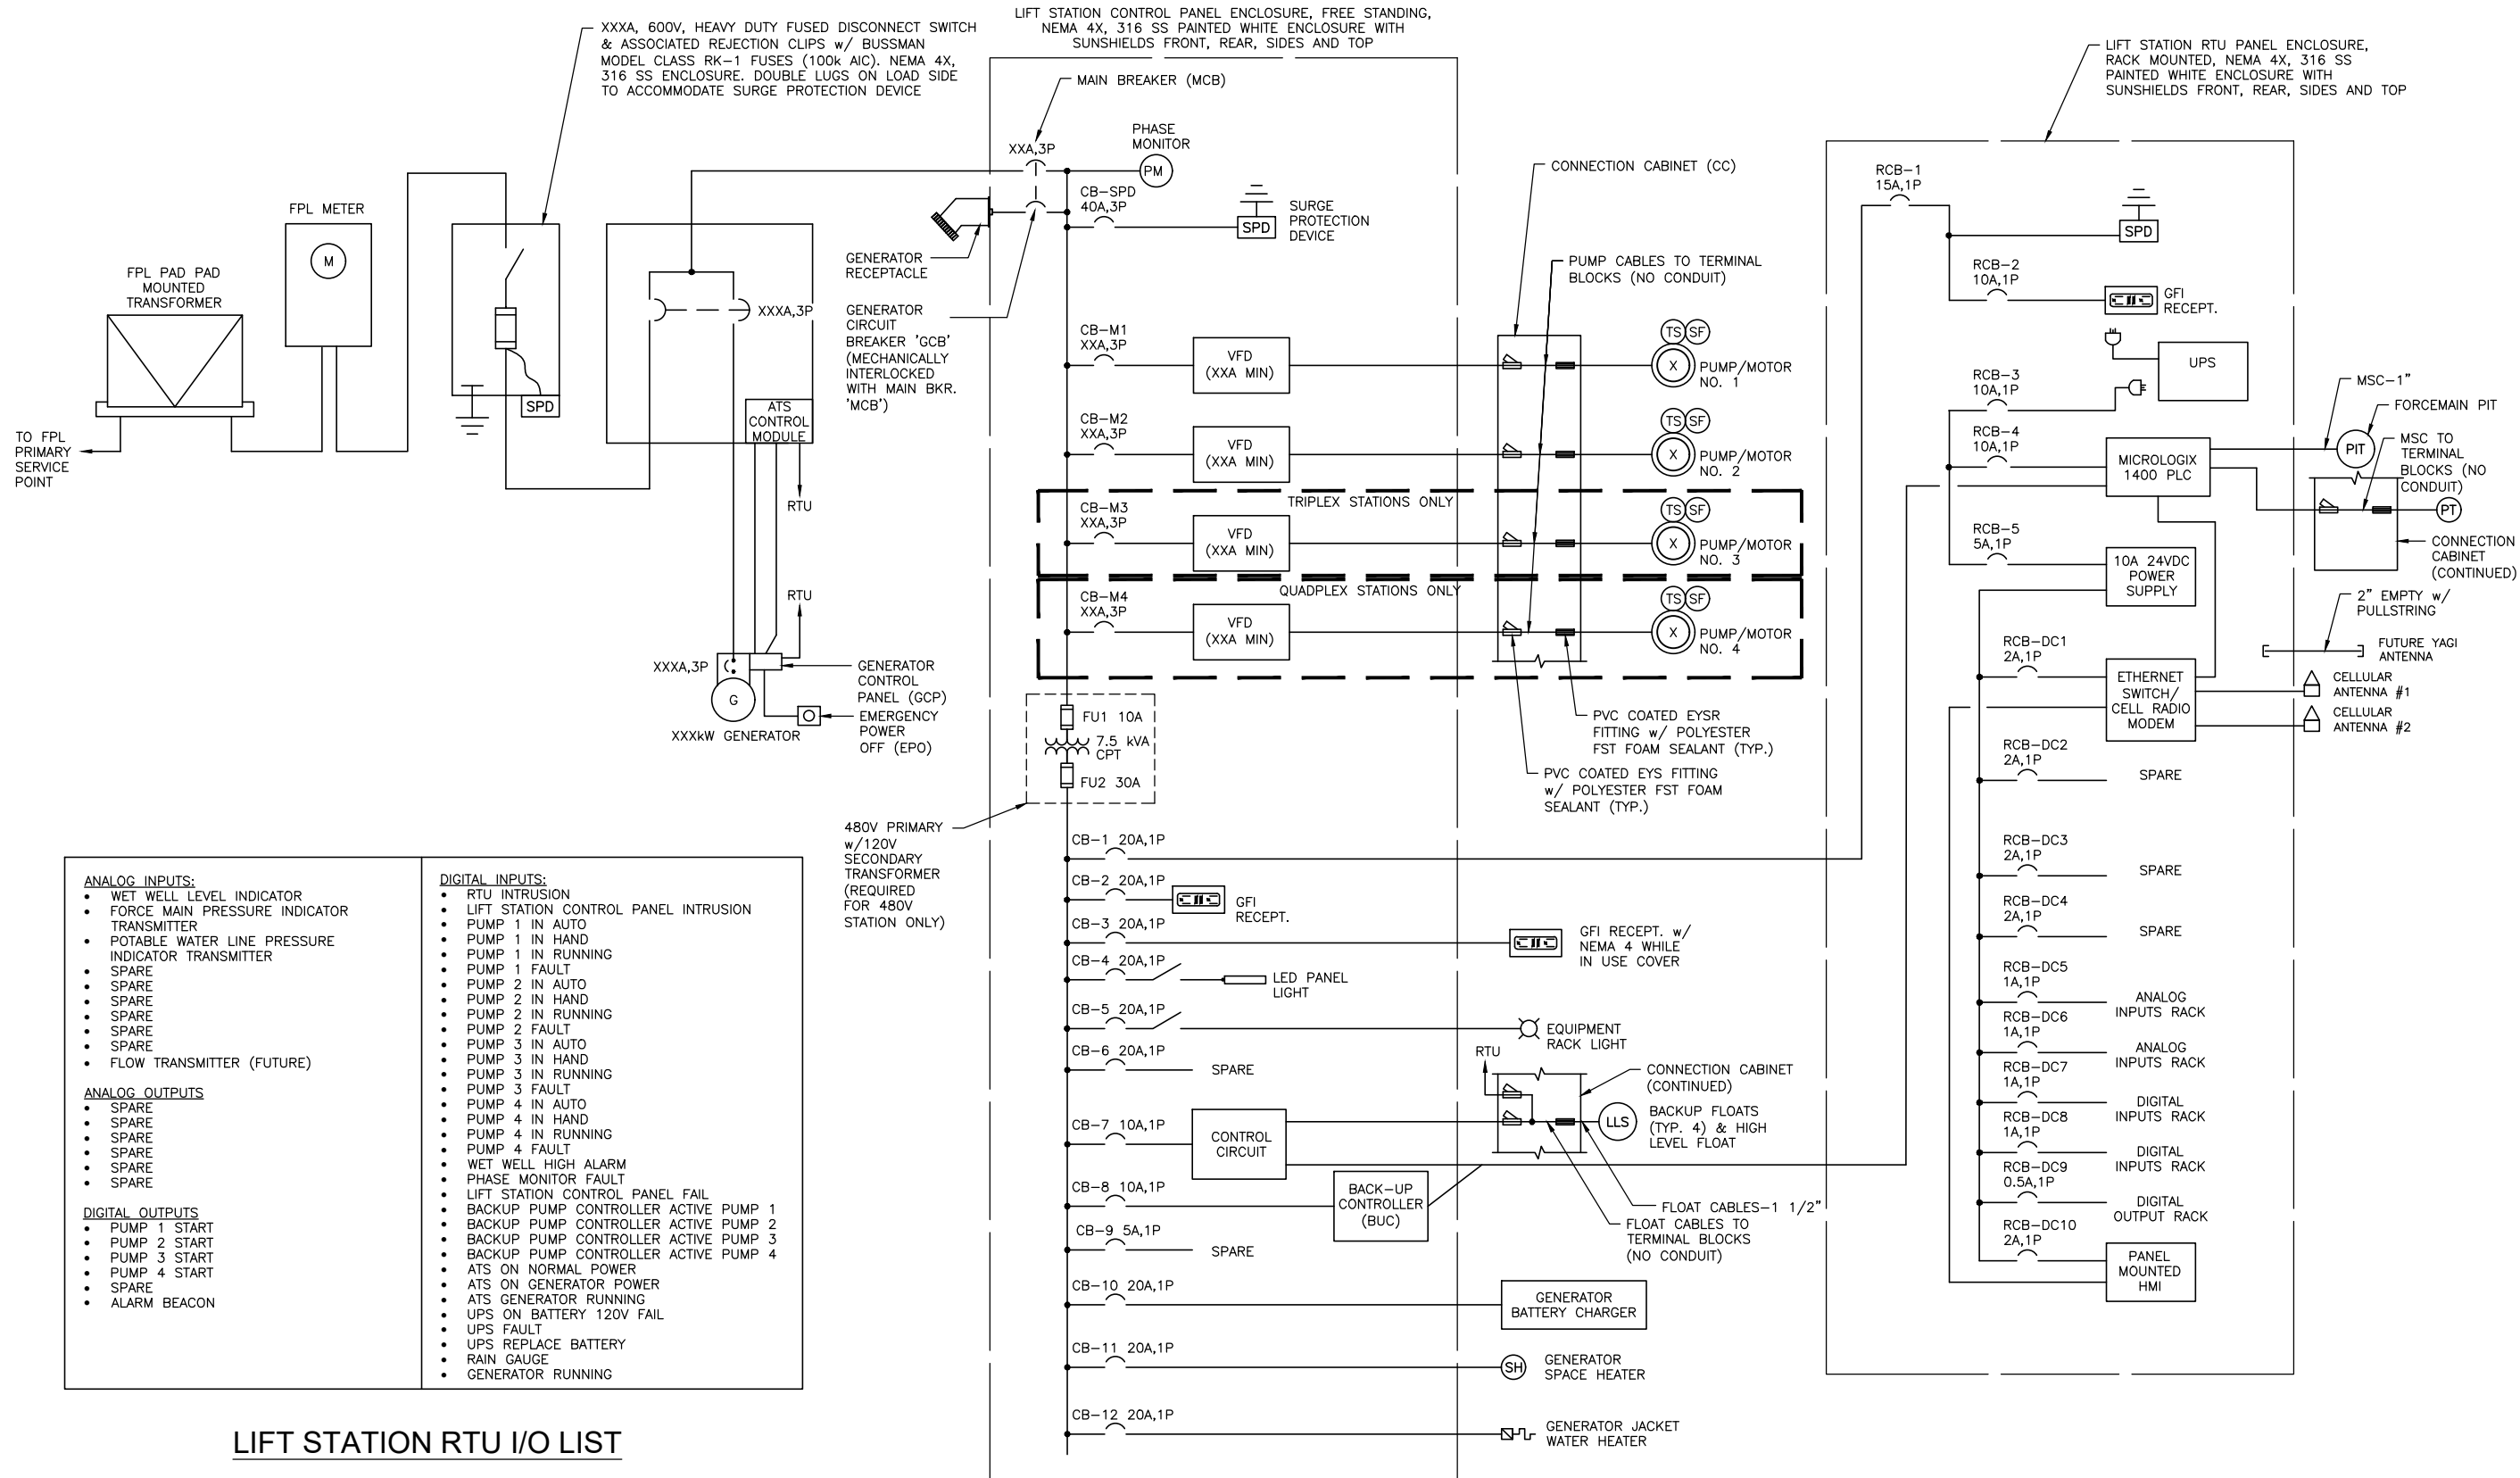 XXXA, 600V, HEAVY DUTY FUSED DISCONNECT SWITCH
& ASSOCIATED REJECTION CLIPS w/ BUSSMAN
MODEL CLASS RK-1 FUSES (100k AIC). NEMA 4X,
316 SS ENCLOSURE. DOUBLE LUGS ON LOAD SIDE
TO ACCOMMODATE SURGE PROTECTION DEVICE
LIFT STATION CONTROL PANEL ENCLOSURE, FREE STANDING,
NEMA 4X, 316 SS PAINTED WHITE ENCLOSURE WITH
SUNSHIELDS FRONT, REAR, SIDES AND TOP
LIFT STATION RTU PANEL ENCLOSURE,
RACK MOUNTED, NEMA 4X, 316 SS
PAINTED WHITE ENCLOSURE WITH
SUNSHIELDS FRONT, REAR, SIDES AND TOP
FPL METER
M
FPL PAD PAD
MOUNTED
TRANSFORMER
TO FPL
PRIMARY
SERVICE
POINT
SPD
XXXA,3P
ATS
CONTROL
MODULE
RTU
RTU
XXXA,3P
G
XXXkW GENERATOR
GENERATOR
CONTROL
PANEL (GCP)
EMERGENCY
POWER
OFF (EPO)
MAIN BREAKER (MCB)
XXA,3P
PHASE
MONITOR
PM
CB-SPD
40A,3P
SPD
SURGE
PROTECTION
DEVICE
GENERATOR
RECEPTACLE
GENERATOR
CIRCUIT
BREAKER 'GCB'
(MECHANICALLY
INTERLOCKED
WITH MAIN BKR.
'MCB')
CONNECTION CABINET (CC)
PUMP CABLES TO TERMINAL
BLOCKS (NO CONDUIT)
CB-M1
XXA,3P
VFD
(XXA MIN)
TS SF
X
PUMP/MOTOR
NO. 1
CB-M2
XXA,3P
VFD
(XXA MIN)
TS SF
X
PUMP/MOTOR
NO. 2
TRIPLEX STATIONS ONLY
CB-M3
XXA,3P
VFD
(XXA MIN)
TS SF
X
PUMP/MOTOR
NO. 3
QUADPLEX STATIONS ONLY
CB-M4
XXA,3P
VFD
(XXA MIN)
TS SF
X
PUMP/MOTOR
NO. 4
FU1 10A
7.5 kVA
CPT
FU2 30A
PVC COATED EYSR
FITTING w/ POLYESTER
FST FOAM SEALANT (TYP.)
PVC COATED EYS FITTING
w/ POLYESTER FST FOAM
SEALANT (TYP.)
480V PRIMARY
w/120V
SECONDARY
TRANSFORMER
(REQUIRED
FOR 480V
STATION ONLY)
CB-1 20A,1P
CB-2 20A,1P
GFI
RECEPT.
CB-3 20A,1P
GFI RECEPT. w/
NEMA 4 WHILE
IN USE COVER
CB-4 20A,1P
LED PANEL
LIGHT
CB-5 20A,1P
EQUIPMENT
RACK LIGHT
CB-6 20A,1P
SPARE
RTU
CONNECTION CABINET
(CONTINUED)
CB-7 10A,1P
CONTROL
CIRCUIT
LLS
BACKUP FLOATS
(TYP. 4) & HIGH
LEVEL FLOAT
CB-8 10A,1P
BACK-UP
CONTROLLER
(BUC)
FLOAT CABLES-1 1/2"
FLOAT CABLES TO
TERMINAL BLOCKS
(NO CONDUIT)
CB-9 5A,1P
SPARE
CB-10 20A,1P
GENERATOR
BATTERY CHARGER
CB-11 20A,1P
SH
GENERATOR
SPACE HEATER
CB-12 20A,1P
GENERATOR JACKET
WATER HEATER
RCB-1
15A,1P
SPD
RCB-2
10A,1P
GFI
RECEPT.
UPS
RCB-3
10A,1P
RCB-4
10A,1P
MICROLOGIX
1400 PLC
MSC-1"
FORCEMAIN PIT
PIT
MSC TO
TERMINAL
BLOCKS (NO
CONDUIT)
PT
CONNECTION
CABINET
(CONTINUED)
RCB-5
5A,1P
10A 24VDC
POWER
SUPPLY
2" EMPTY w/
PULLSTRING
FUTURE YAGI
ANTENNA
RCB-DC1
2A,1P
ETHERNET
SWITCH/
CELL RADIO
MODEM
CELLULAR
ANTENNA #1
CELLULAR
ANTENNA #2
RCB-DC2
2A,1P
SPARE
RCB-DC3
2A,1P
SPARE
RCB-DC4
2A,1P
SPARE
RCB-DC5
1A,1P
ANALOG
INPUTS RACK
RCB-DC6
1A,1P
ANALOG
INPUTS RACK
RCB-DC7
1A,1P
DIGITAL
INPUTS RACK
RCB-DC8
1A,1P
DIGITAL
INPUTS RACK
RCB-DC9
0.5A,1P
DIGITAL
OUTPUT RACK
RCB-DC10
2A,1P
PANEL
MOUNTED
HMI
ANALOG INPUTS:
• WET WELL LEVEL INDICATOR
• FORCE MAIN PRESSURE INDICATOR
TRANSMITTER
• POTABLE WATER LINE PRESSURE
INDICATOR TRANSMITTER
• SPARE
• SPARE
• SPARE
• SPARE
• SPARE
• SPARE
• FLOW TRANSMITTER (FUTURE)
ANALOG OUTPUTS
• SPARE
• SPARE
• SPARE
• SPARE
• SPARE
• SPARE
DIGITAL OUTPUTS
• PUMP 1 START
• PUMP 2 START
• PUMP 3 START
• PUMP 4 START
• SPARE
• ALARM BEACON
DIGITAL INPUTS:
• RTU INTRUSION
• LIFT STATION CONTROL PANEL INTRUSION
• PUMP 1 IN AUTO
• PUMP 1 IN HAND
• PUMP 1 IN RUNNING
• PUMP 1 FAULT
• PUMP 2 IN AUTO
• PUMP 2 IN HAND
• PUMP 2 IN RUNNING
• PUMP 2 FAULT
• PUMP 3 IN AUTO
• PUMP 3 IN HAND
• PUMP 3 IN RUNNING
• PUMP 3 FAULT
• PUMP 4 IN AUTO
• PUMP 4 IN HAND
• PUMP 4 IN RUNNING
• PUMP 4 FAULT
• WET WELL HIGH ALARM
• PHASE MONITOR FAULT
• LIFT STATION CONTROL PANEL FAIL
• BACKUP PUMP CONTROLLER ACTIVE PUMP 1
• BACKUP PUMP CONTROLLER ACTIVE PUMP 2
• BACKUP PUMP CONTROLLER ACTIVE PUMP 3
• BACKUP PUMP CONTROLLER ACTIVE PUMP 4
• ATS ON NORMAL POWER
• ATS ON GENERATOR POWER
• ATS GENERATOR RUNNING
• UPS ON BATTERY 120V FAIL
• UPS FAULT
• UPS REPLACE BATTERY
• RAIN GAUGE
• GENERATOR RUNNING
LIFT STATION RTU I/O LIST